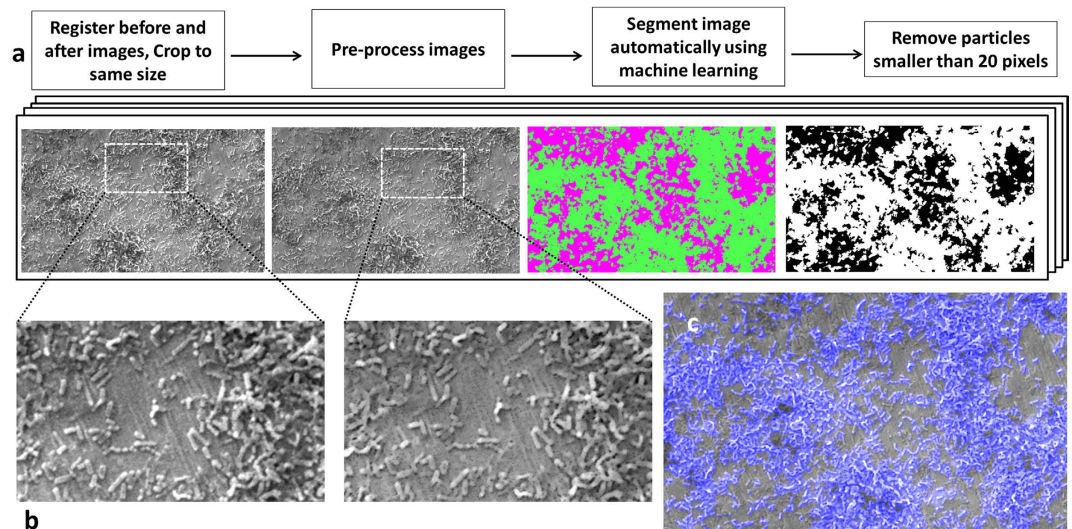 a
Register before and
after images, Crop to
same size
Pre-process images
Segment image
automatically using
machine learning
Remove particles
smaller than 20 pixels
c
b